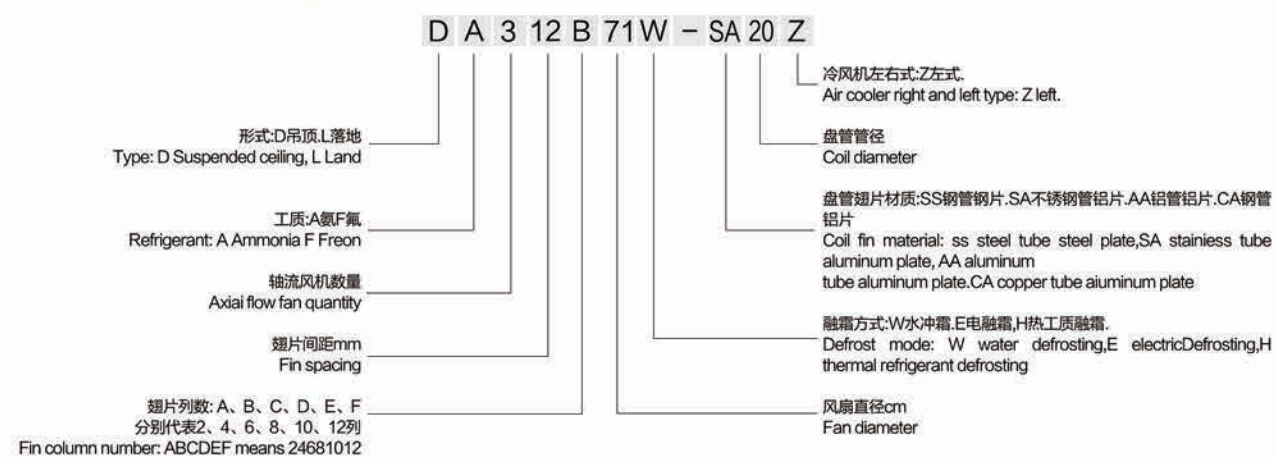 D A 3 12 B 71 W - SA 20 Z
冷风机左右式:Z左式.
Air cooler right and left type: Z left.
形式:D吊顶.L落地
Type: D Suspended ceiling, L Land
盘管管径
Coil diameter
工质:A氨F氟
Refrigerant: A Ammonia F Freon
盘管翅片材质:SS钢管钢片.SA不锈钢管铝片.AA铝管铝片.CA钢管
铝片
Coil fin material: ss steel tube steel plate,SA stainiess tube
aluminum plate, AA aluminum
tube aluminum plate.CA copper tube aiuminum plate
轴流风机数量
Axiai flow fan quantity
融霜方式:W水冲霜.E电融霜,H热工质融霜.
Defrost mode: W water defrosting,E electricDefrosting,H
thermal refrigerant defrosting
翅片间距mm
Fin spacing
翅片列数: A、B、C、D、E、F
分别代表2、4、6、8、10、12列
Fin column number: ABCDEF means 24681012
风扇直径cm
Fan diameter